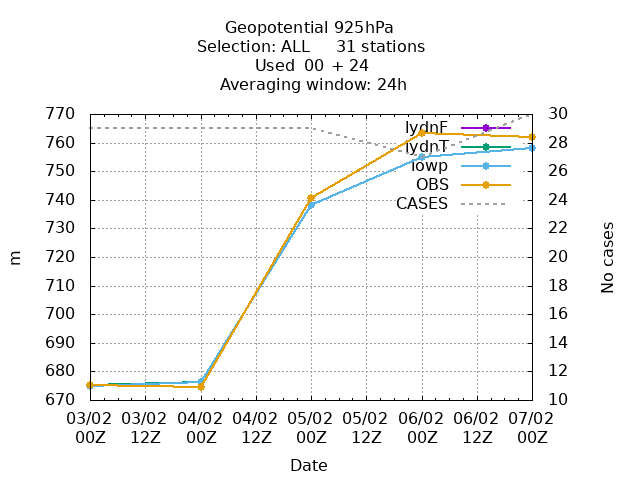 Geopotential 925hPa
Selection: ALL 31 stations
Used 00 + 24
Averaging window: 24h
770 30
760 28
750 26
740 24
730 22
720 20
710 18
700 16
690 14
680 12
670 10
lydnF
lydnT
iowp
OBS
CASES
m
No cases
03/02 03/02 04/02 04/02 05/02 05/02 06/02 06/02 07/02
00Z 12Z 00Z 12Z 00Z 12Z 00Z 12Z 00Z
Date